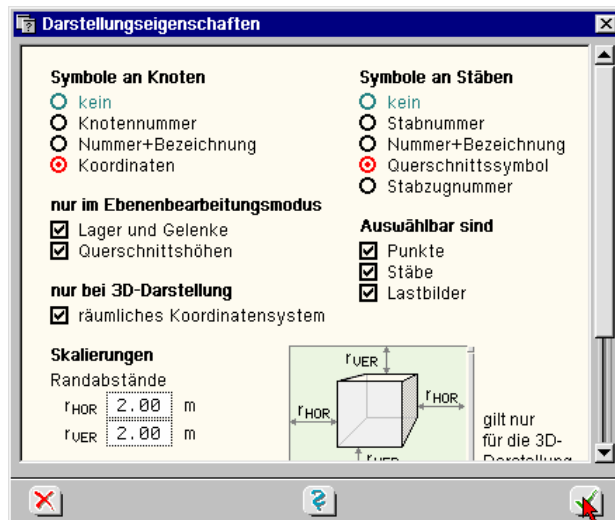 Darstellungseigenschaften
Symbole an Knoten
kein
Knotennummer
Nummer+Bezeichnung
Koordinaten
nur im Ebenenbearbeitungsmodus
Lager und Gelenke
Querschnittshöhen
nur bei 3D-Darstellung
räumliches Koordinatensystem
Skalierungen
Randabstände
rHOR 2.00 m
rVER 2.00 m
Symbole an Stäben
kein
Stabnummer
Nummer+Bezeichnung
Querschnittssymbol
Stabzugnummer
Auswählbar sind
Punkte
Stäbe
Lastbilder
rVER
rHOR
rHOR
rVER
gilt nur
für die 3D-
Darstellung